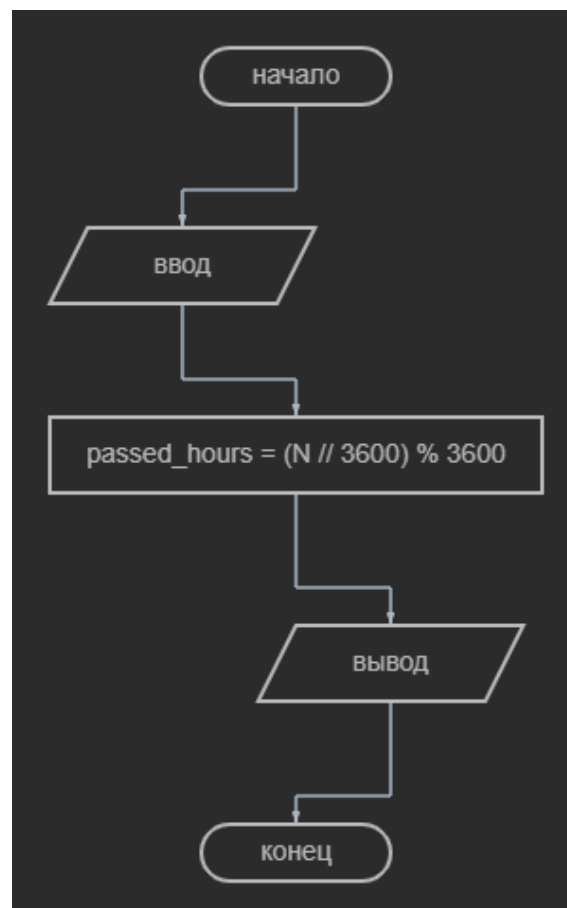 начало
ввод
passed_hours = (N // 3600) % 3600
вывод
конец